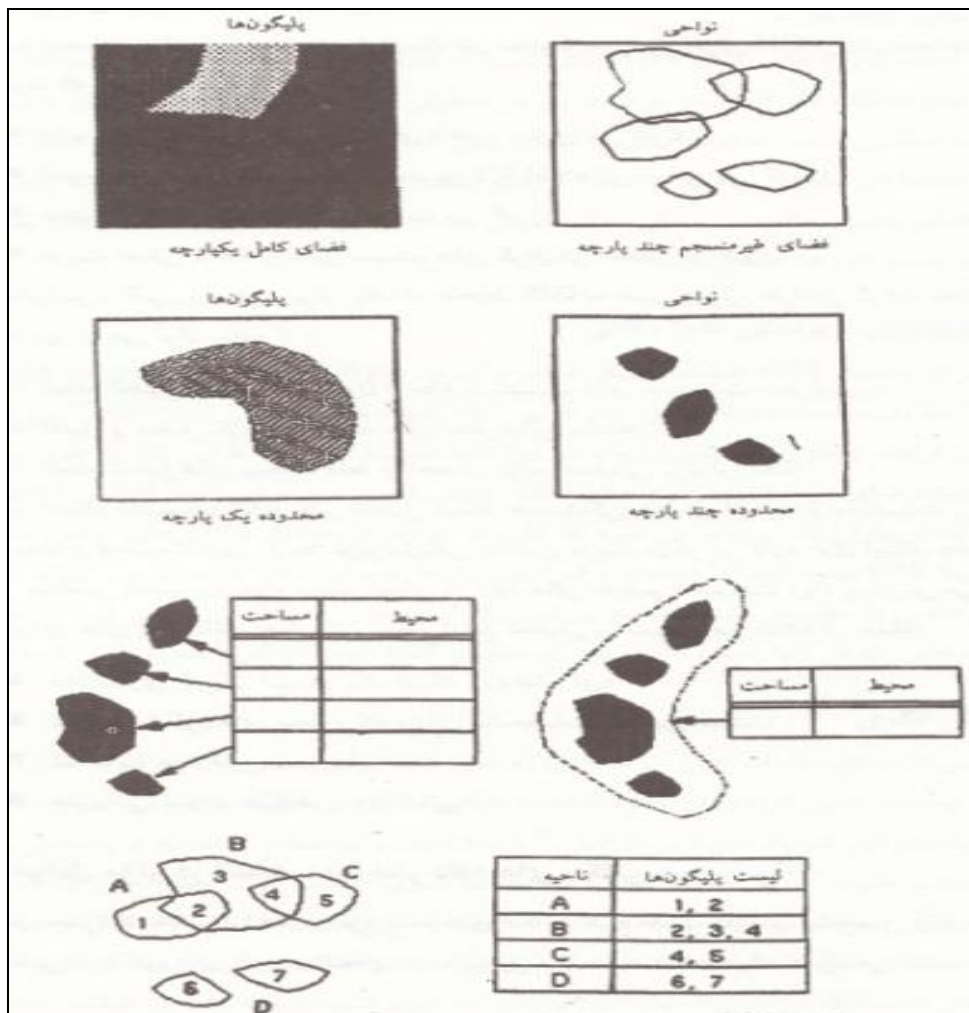 نواحی
پلیگون‌ها
فضای غیرمنسجم چند پارچه
فضای کامل یکپارچه
نواحی
پلیگون‌ها
محدوده چند پارچه
محدوده یک پارچه
مساحت محیط
مساحت محیط
A
B
C
D
1
2
3
4
5
6
7
ناحیه لیست پلیگون‌ها
A 1, 2
B 2, 3, 4
C 4, 5
D 6, 7